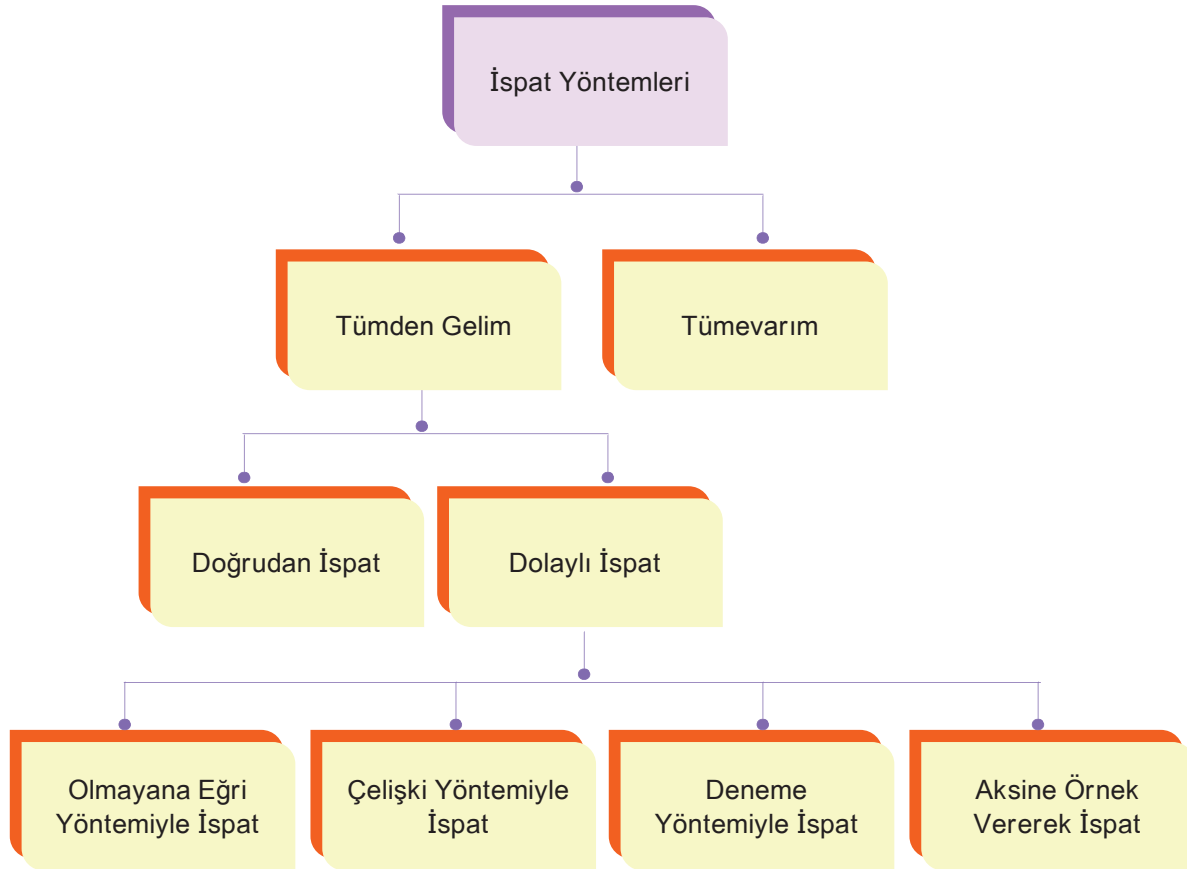 İspat Yöntemleri
Tümden Gelim
Tümevarım
Doğrudan İspat
Dolaylı İspat
Olmayana Eğri
Yöntemiyle İspat
Çelişki Yöntemiyle
İspat
Deneme
Yöntemiyle İspat
Aksine Örnek
Vererek İspat